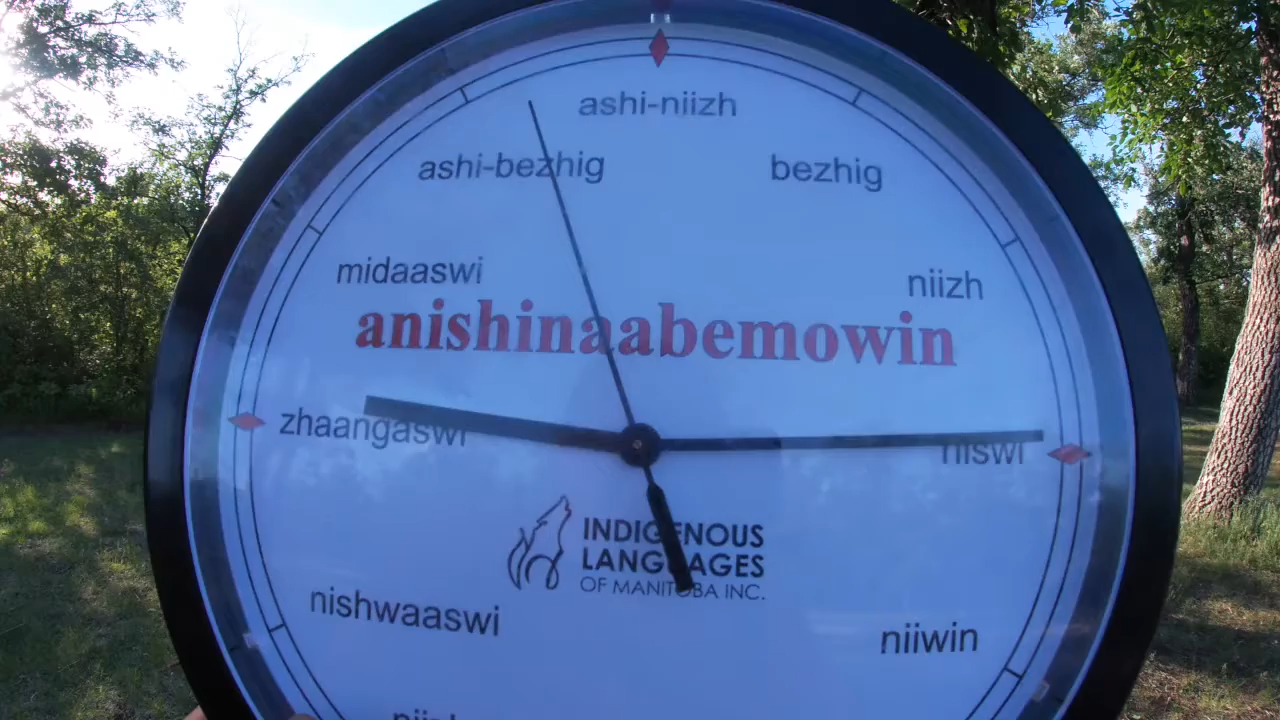 ashi-niizh
ashi-bezhig
bezhig
midaaswi
niizh
anishinaabemowin
zhaangaswi
niswi
INDIGENOUS
LANGUAGES
OF MANITOBA INC.
nishwaaswi
niiwin